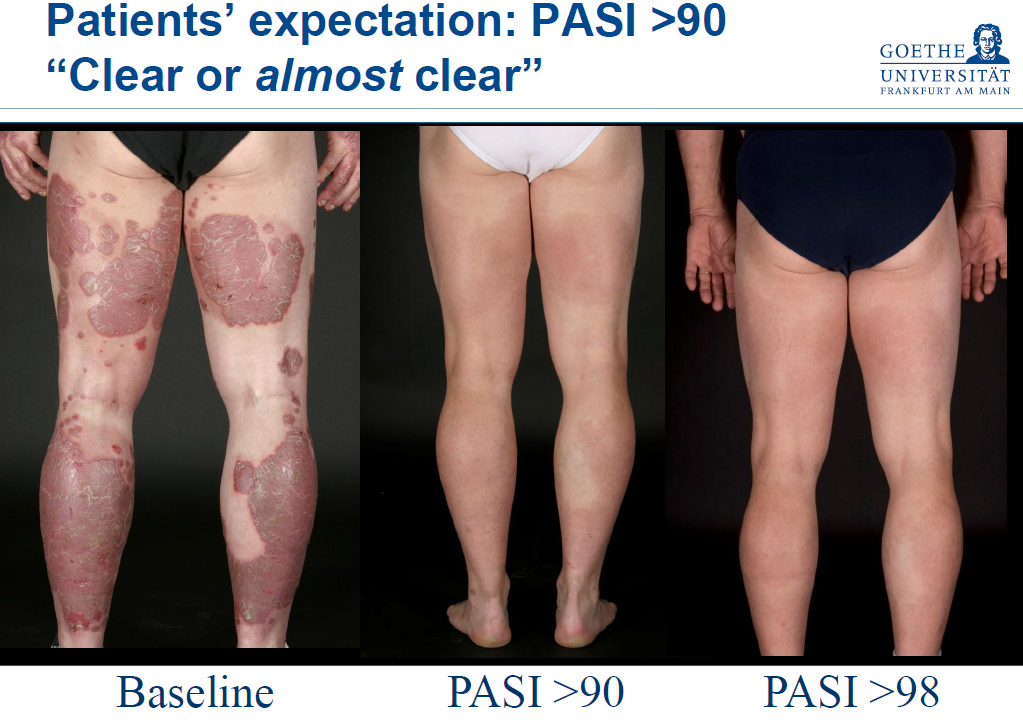 Patients’ expectation: PASI >90
“Clear or almost clear”
GOETHE
UNIVERSITÄT
FRANKFURT AM MAIN
Baseline
PASI >90
PASI >98